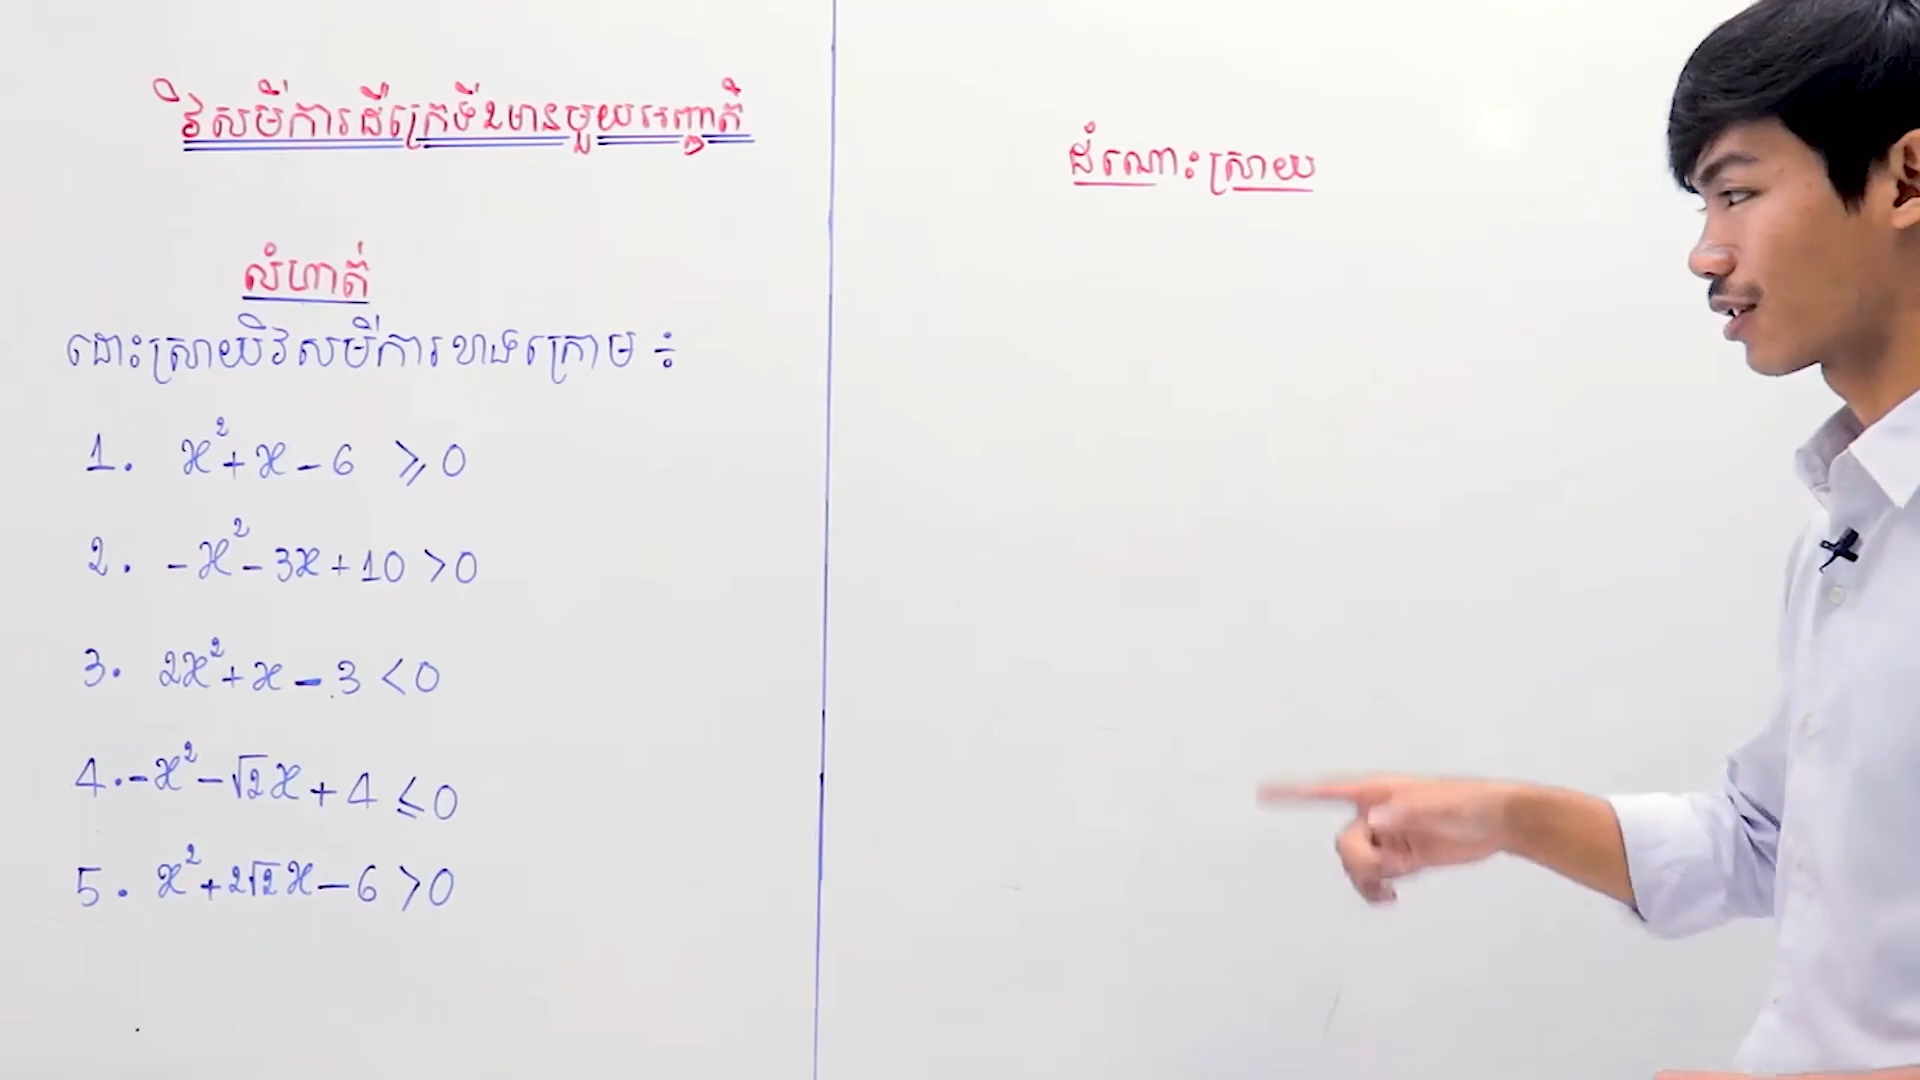 វិសមីការដឺក្រេទី2មានមួយអញ្ញាតិ
លំហាត់
ដោះស្រាយវិសមីការខាងក្រោម ៖
1. x² + x - 6 ⩾ 0
2. -x² - 3x + 10 > 0
3. 2x² + x - 3 < 0
4. -x² - √2x + 4 ≤ 0
5. x² + 2√2x - 6 > 0
ដំណោះស្រាយ